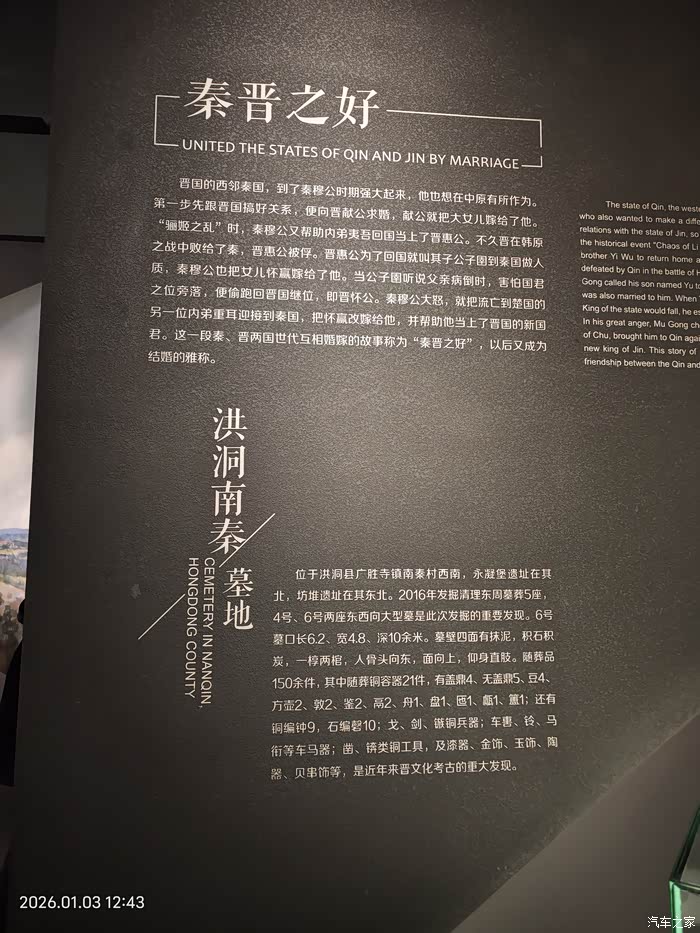 秦晋之好
UNITED THE STATES OF QIN AND JIN BY MARRIAGE
晋国的西邻秦国，到了秦穆公时期强大起来，他也想在中原有所作为。
第一步先跟晋国搞好关系，便向晋献公求婚，献公就把大女儿嫁给了他。
“骊姬之乱”时，秦穆公又帮助内弟夷吾回国当上了晋惠公。不久晋在韩原
之战中败给了秦，晋惠公被俘。晋惠公为了回国就叫其子公子圉到秦国做人
质，秦穆公也把女儿怀嬴嫁给了他。当公子圉听说父亲病倒时，害怕国君
之位旁落，便偷跑回晋国继位，即晋怀公。秦穆公大怒，就把流亡到楚国的
另一位内弟重耳迎接到秦国，把怀嬴改嫁给他，并帮助他当上了晋国的新国
君。这一段秦、晋两国世代互相婚嫁的故事称为“秦晋之好”，以后又成为
结婚的雅称。
The state of Qin, the weste
who also wanted to make a diffe
relations with the state of Jin, so
the historical event "Chaos of Li
brother Yi Wu to return home a
defeated by Qin in the battle of H
Gong called his son named Yu to
was also married to him. When
King of the state would fall, he es
In his great anger, Mu Gong ch
of Chu, brought him to Qin agai
new king of Jin. This story of
friendship between the Qin and
洪洞南秦
墓地
CEMETERY IN NANQIN,
HONGDONG COUNTY
位于洪洞县广胜寺镇南秦村西南，永凝堡遗址在其
北，坊堆遗址在其东北。2016年发掘清理东周墓葬5座，
4号、6号两座东西向大型墓是此次发掘的重要发现。6号
墓口长6.2、宽4.8、深10余米。墓壁四面有抹泥，积石积
炭，一椁两棺，人骨头向东，面向上，仰身直肢。随葬品
150余件，其中随葬铜容器21件，有盖鼎4、无盖鼎5、豆4、
方壶2、敦2、鉴2、鬲2、舟1、盘1、匜1、甗1、簠1；还有
铜编钟9，石编磬10；戈、剑、镞铜兵器；车軎、铃、马
衔等车马器；凿、锛类铜工具，及漆器、金饰、玉饰、陶
器、贝串饰等，是近年来晋文化考古的重大发现。
2026.01.03 12:43
汽车之家